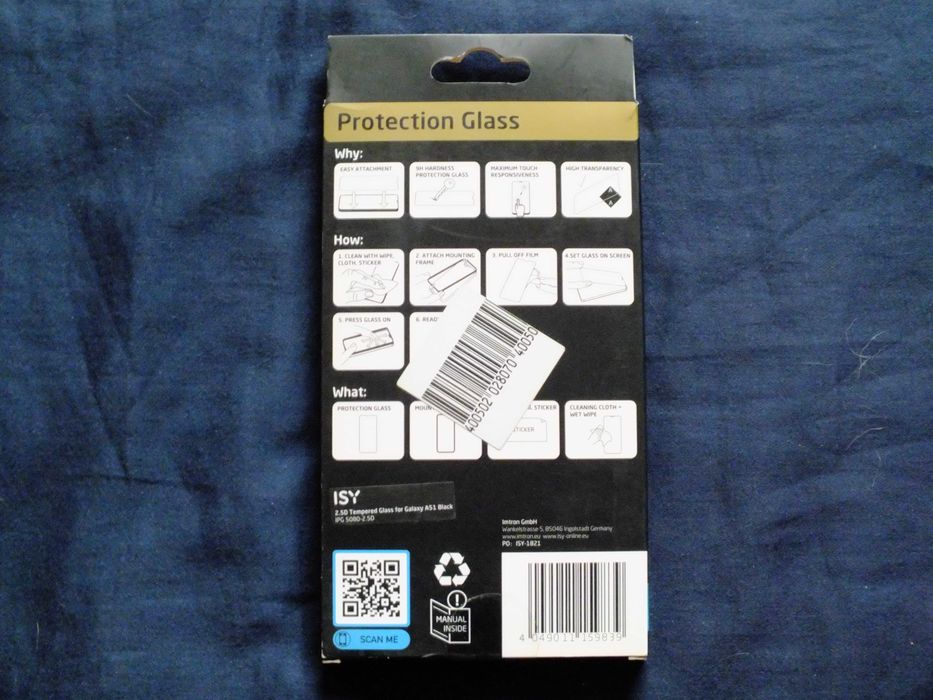 Protection Glass
Why:
EASY ATTACHMENT
9H HARDNESS
PROTECTION GLASS
MAXIMUM TOUCH
RESPONSIVENESS
HIGH TRANSPARENCY
How:
1. CLEAN WITH WIPE,
CLOTH, STICKER
2. ATTACH MOUNTING
FRAME
3. PULL OFF FILM
4.SET GLASS ON SCREEN
5. PRESS GLASS ON
6. READY
400502 028070 40050
What:
PROTECTION GLASS
STICKER
STICKER
CLEANING CLOTH +
WET WIPE
ISY
2.5D Tempered Glass for Galaxy A51 Black
IPG 5080-2.5D
Imtron GmbH
Wankelstrasse 5, 85046 Ingolstadt Germany
www.imtron.eu www.isy-online.eu
PO: ISY-1821
SCAN ME
MANUAL
INSIDE
4 049011 159839